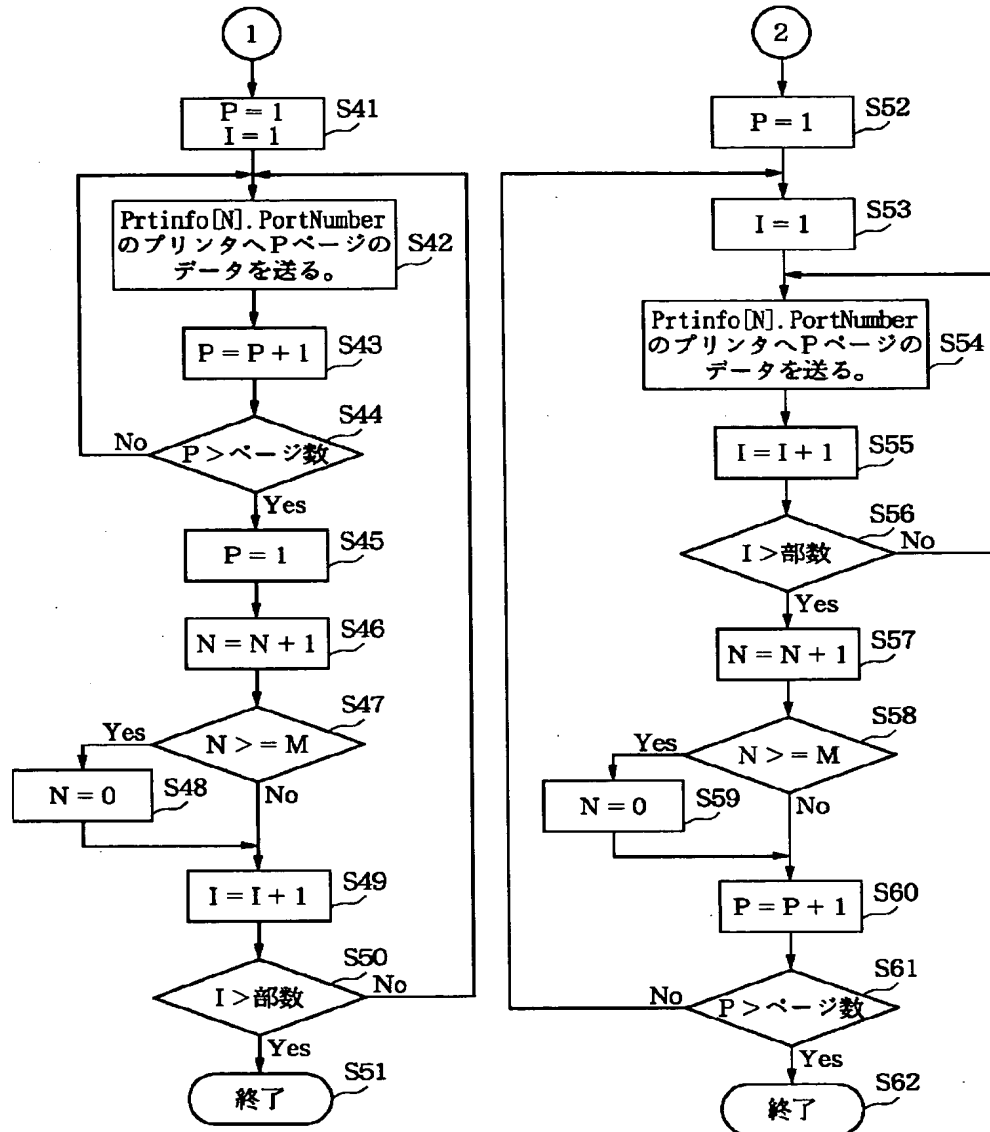 1
P = 1
I = 1
S41
Prtinfo[N].PortNumber
のプリンタへPページの
データを送る。
S42
P = P + 1
S43
P > ページ数
S44
No
Yes
P = 1
S45
N = N + 1
S46
N > = M
S47
Yes
No
N = 0
S48
I = I + 1
S49
I > 部数
S50
No
Yes
終了
S51
2
P = 1
S52
I = 1
S53
Prtinfo[N].PortNumber
のプリンタへPページの
データを送る。
S54
I = I + 1
S55
I > 部数
S56
No
Yes
N = N + 1
S57
N > = M
S58
Yes
No
N = 0
S59
P = P + 1
S60
P > ページ数
S61
No
Yes
終了
S62